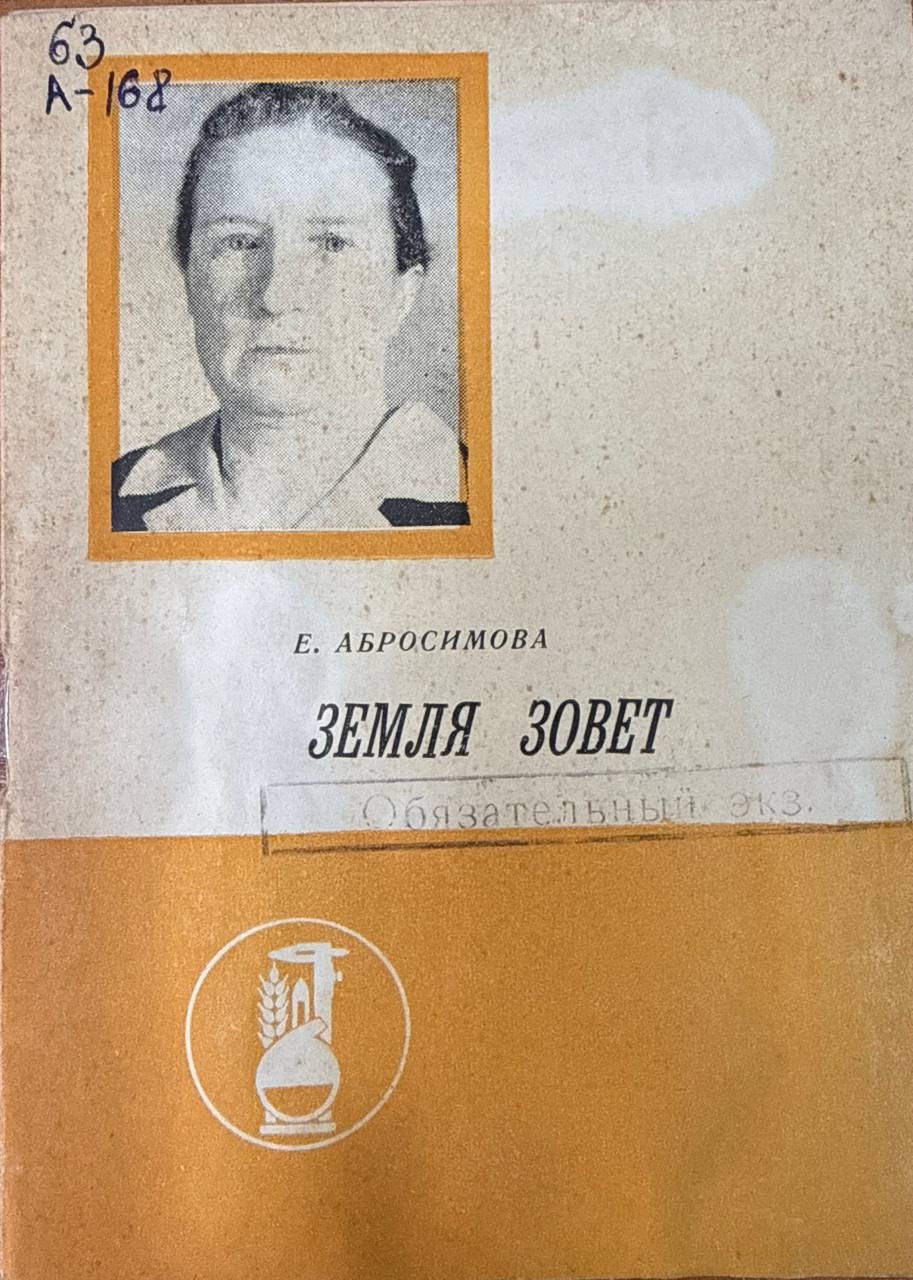 63
А-168
Е. АБРОСИМОВА
ЗЕМЛЯ ЗОВЕТ
Обязательный экз.